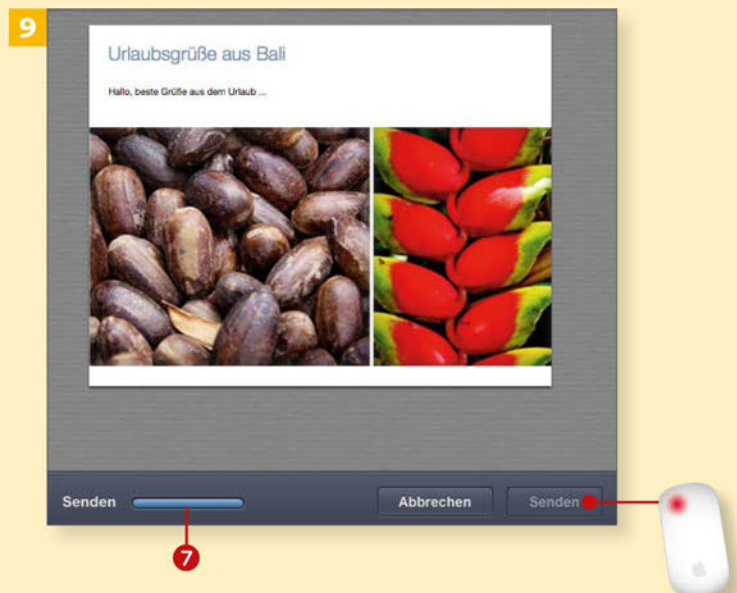 9
Urlaubsgrüße aus Bali
Hallo, beste Grüße aus dem Urlaub ...
Senden
Abbrechen
Senden
7